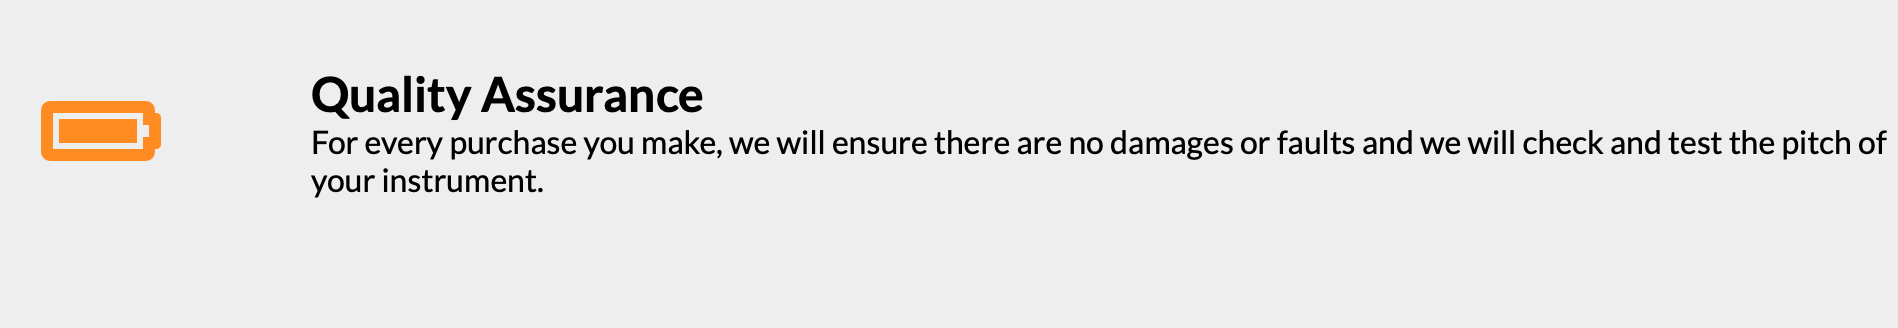 Quality Assurance
For every purchase you make, we will ensure there are no damages or faults and we will check and test the pitch of
your instrument.